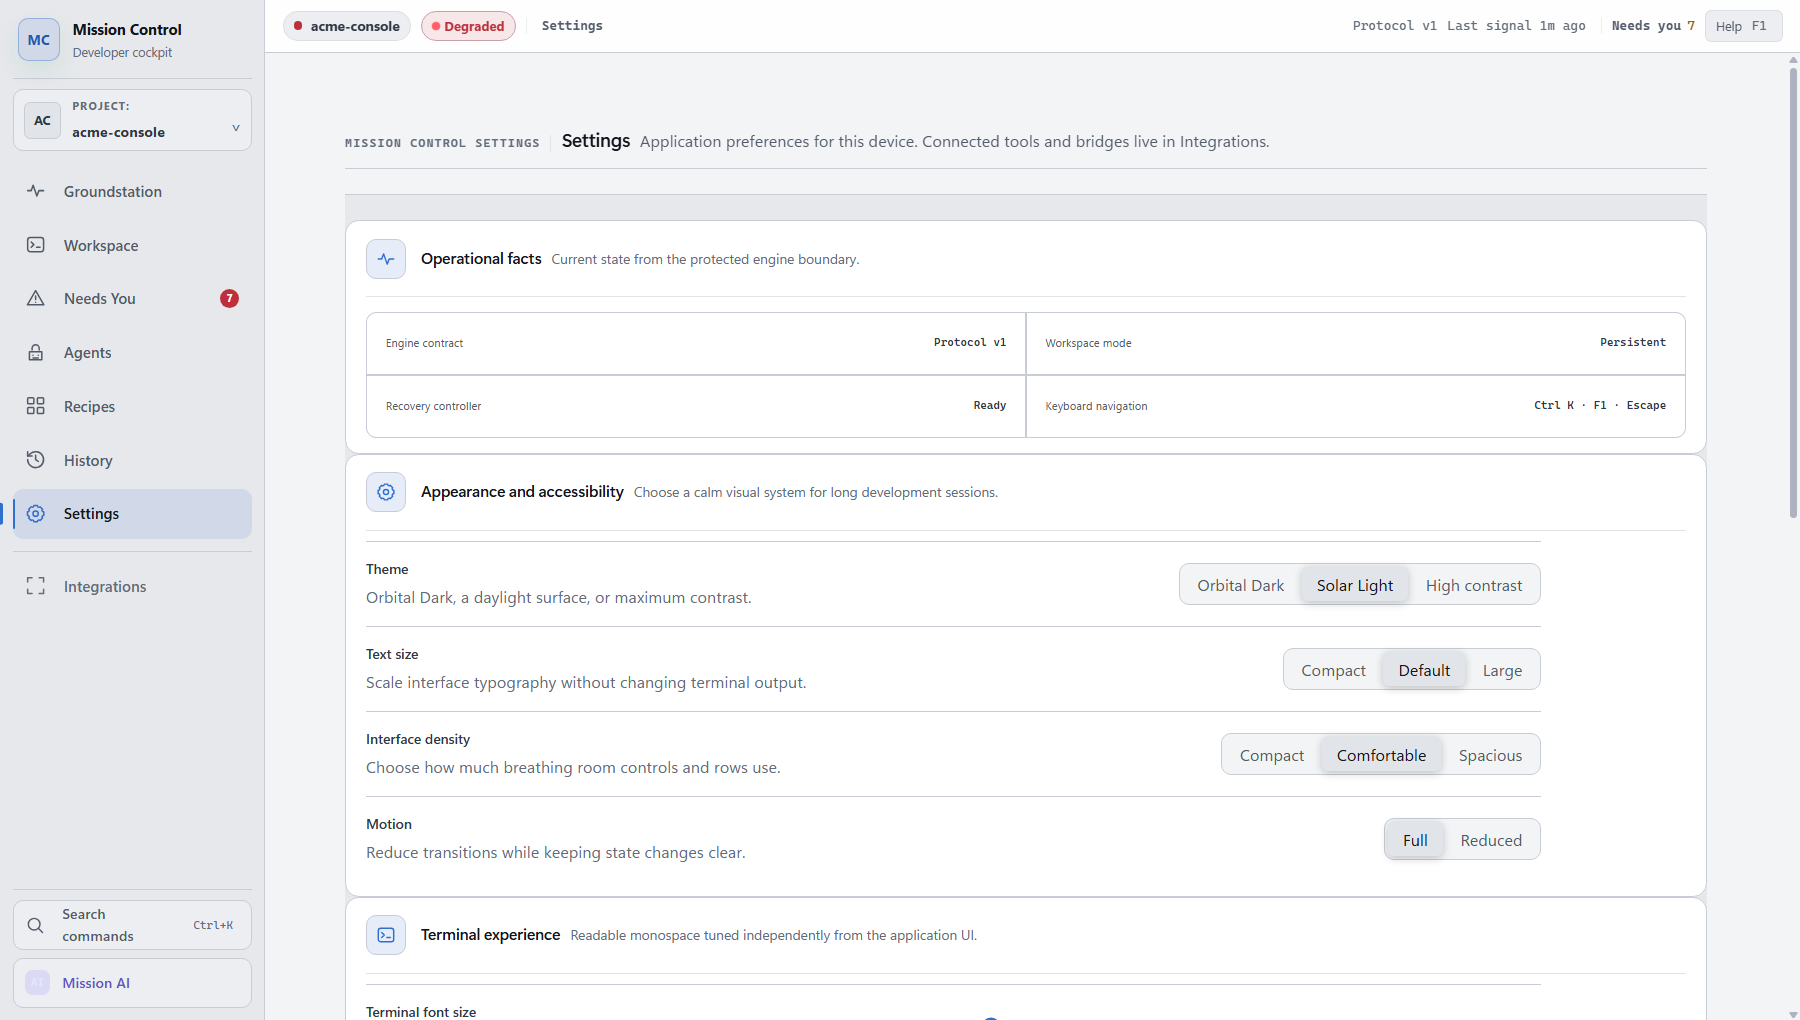 MC
Mission Control
Developer cockpit
AC
PROJECT:
acme-console
v
Groundstation
Workspace
Needs You
7
Agents
Recipes
History
Settings
Integrations
Search commands
Ctrl+K
AI
Mission AI
acme-console
Degraded
Settings
Protocol v1
Last signal 1m ago
Needs you 7
Help F1
MISSION CONTROL SETTINGS
Settings
Application preferences for this device. Connected tools and bridges live in Integrations.
Operational facts
Current state from the protected engine boundary.
Engine contract
Protocol v1
Workspace mode
Persistent
Recovery controller
Ready
Keyboard navigation
Ctrl K · F1 · Escape
Appearance and accessibility
Choose a calm visual system for long development sessions.
Theme
Orbital Dark, a daylight surface, or maximum contrast.
Orbital Dark
Solar Light
High contrast
Text size
Scale interface typography without changing terminal output.
Compact
Default
Large
Interface density
Choose how much breathing room controls and rows use.
Compact
Comfortable
Spacious
Motion
Reduce transitions while keeping state changes clear.
Full
Reduced
Terminal experience
Readable monospace tuned independently from the application UI.
Terminal font size